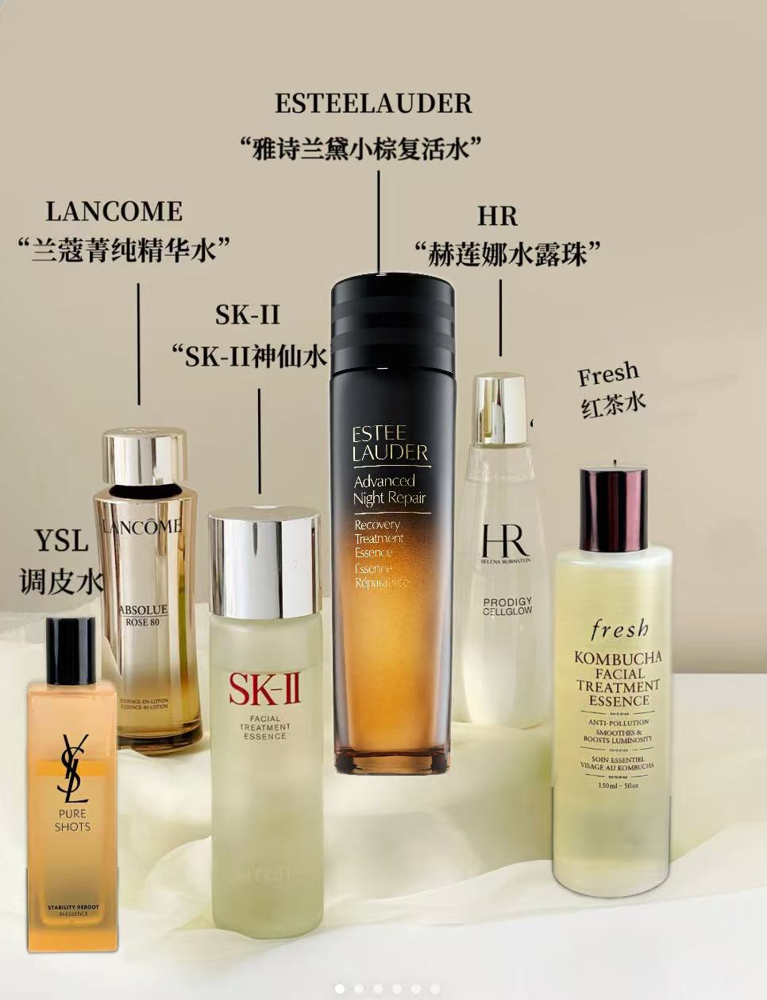 ESTEELAUDER
“雅诗兰黛小棕复活水”
LANCOME
“兰蔻菁纯精华水”
HR
“赫莲娜水露珠”
SK-II
“SK-II神仙水
Fresh
红茶水
YSL
调皮水
LANCÔME
ABSOLUE
ROSE 80
ESSENCE-EN-LOTION
ESSENCE-IN-LOTION
SK-II
FACIAL
TREATMENT
ESSENCE
ESTEE
LAUDER
Advanced
Night Repair
Recovery
Treatment
Essence
Essence
Réparatrice
HR
HELENA RUBINSTEIN
PRODIGY
CELLGLOW
fresh
KOMBUCHA
FACIAL
TREATMENT
ESSENCE
ANTI-POLLUTION
SMOOTHES &
BOOSTS LUMINOSITY
SOIN ESSENTIEL
VISAGE AU KOMBUCHA
150ml - 5floz
YSL
PURE
SHOTS
STABILITY REBOOT
BI-ESSENCE